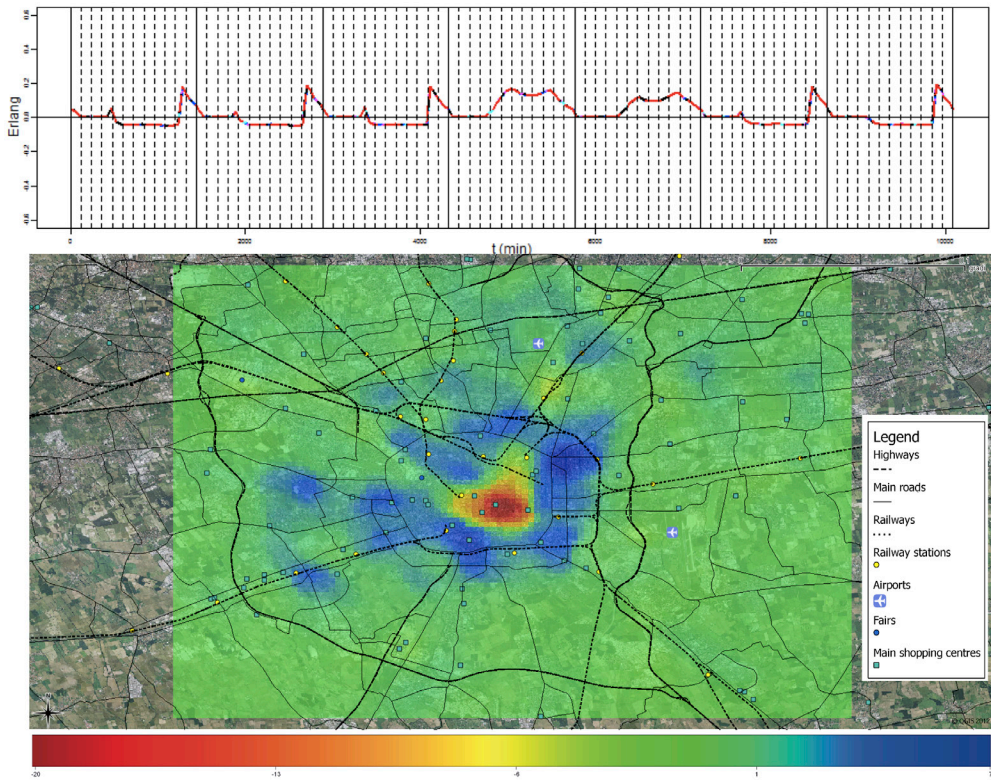 0.6
0.4
0.2
0.0
-0.2
-0.4
-0.6
Erlang
0 2000 4000 6000 8000 10000
t (min)
gradi
Legend
Highways
Main roads
Railways
Railway stations
Airports
Fairs
Main shopping centres
N
-20 -13 -6 1